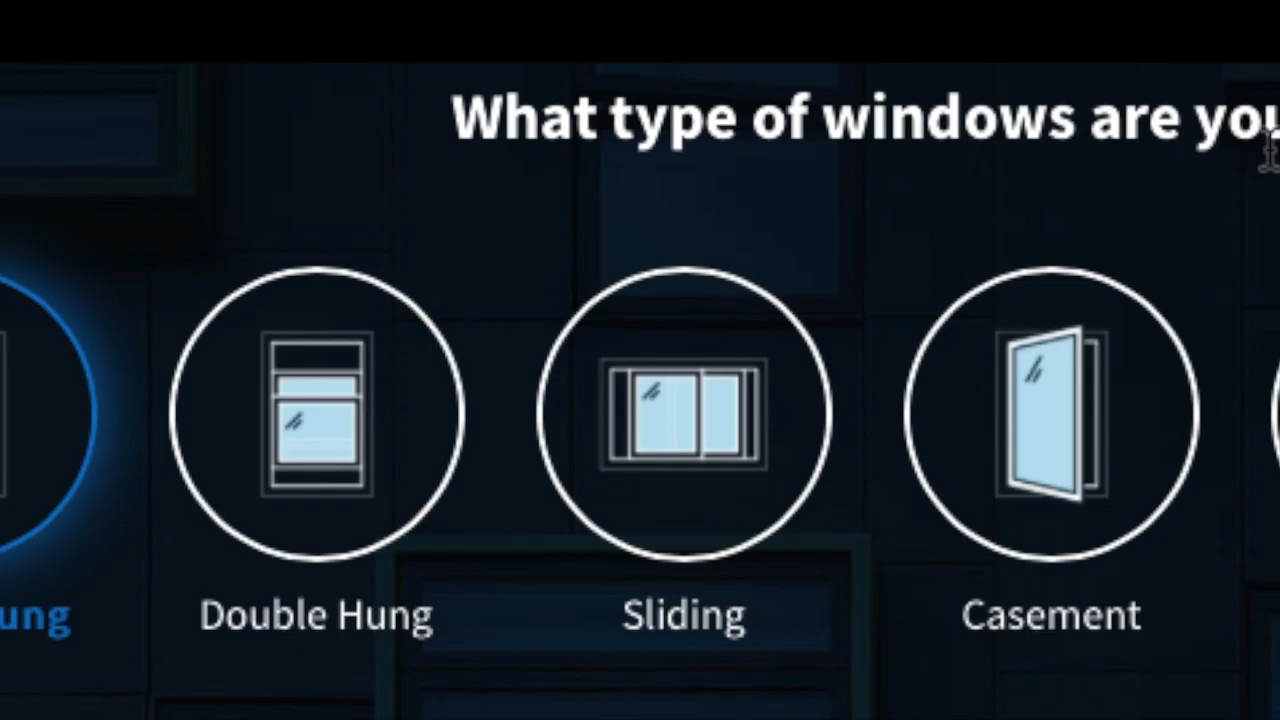 What type of windows are you
ung
Double Hung
Sliding
Casement